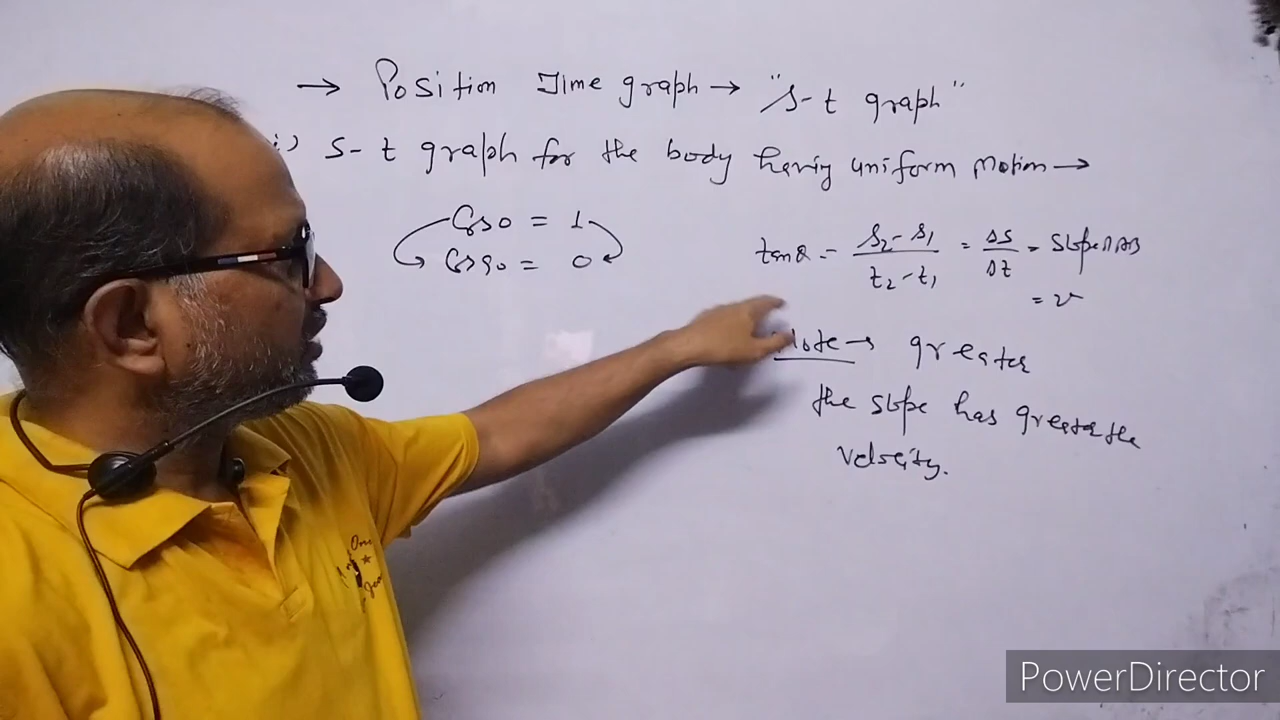 → Position Time graph → "s-t graph"
i) s-t graph for the body having uniform motion →
Cos0 = 1
Cos90 = 0
tanθ = s₂-s₁/t₂-t₁ = Δs/Δt = Slope
= v
Note → greater
the slope has greater the
velocity.
PowerDirector